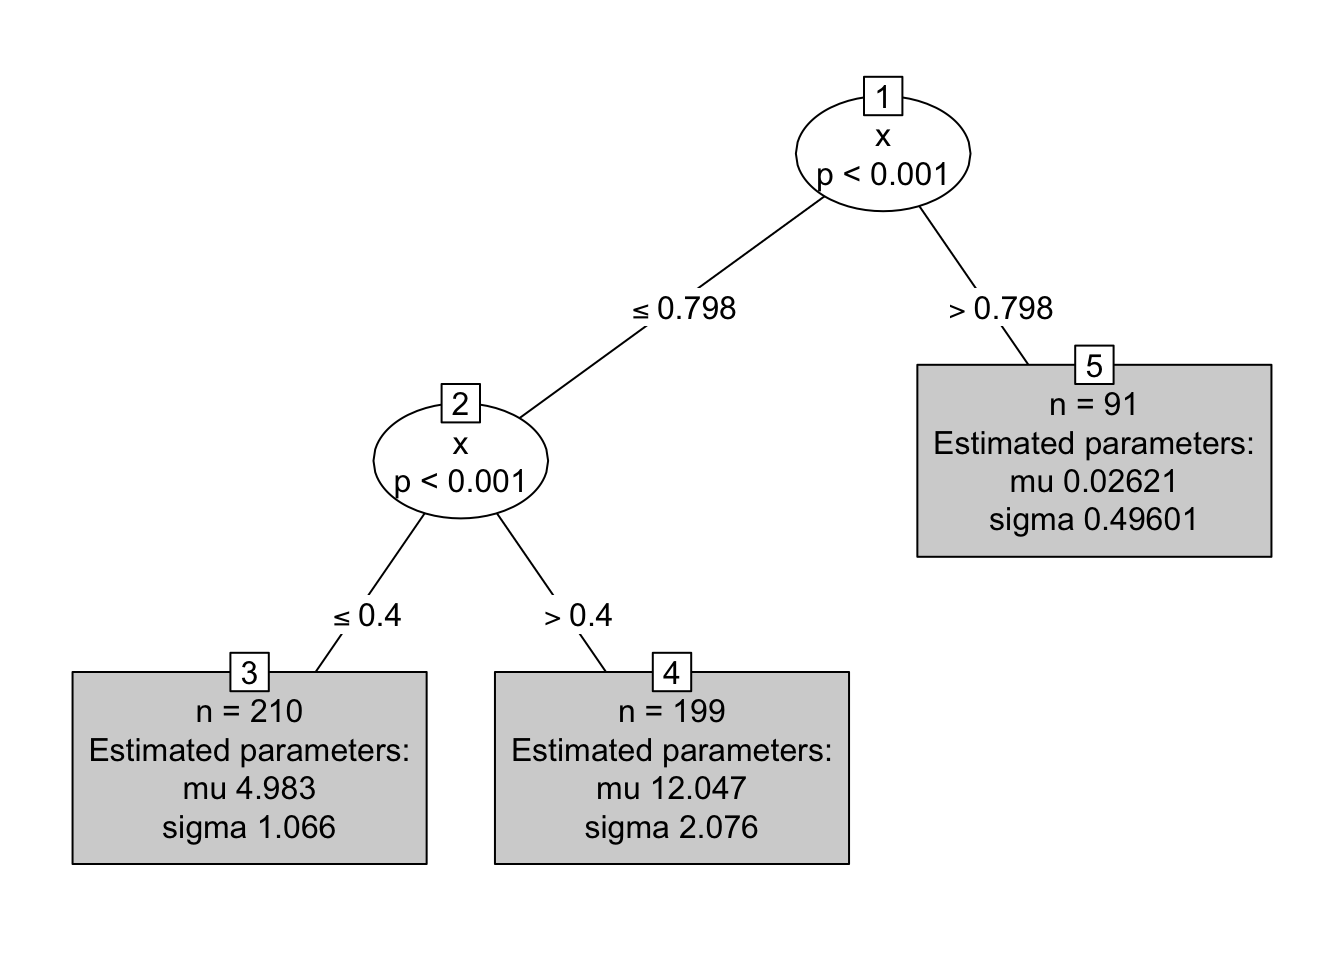 1
x
p < 0.001
≤ 0.798
> 0.798
2
x
p < 0.001
5
n = 91
Estimated parameters:
mu 0.02621
sigma 0.49601
≤ 0.4
> 0.4
3
n = 210
Estimated parameters:
mu 4.983
sigma 1.066
4
n = 199
Estimated parameters:
mu 12.047
sigma 2.076